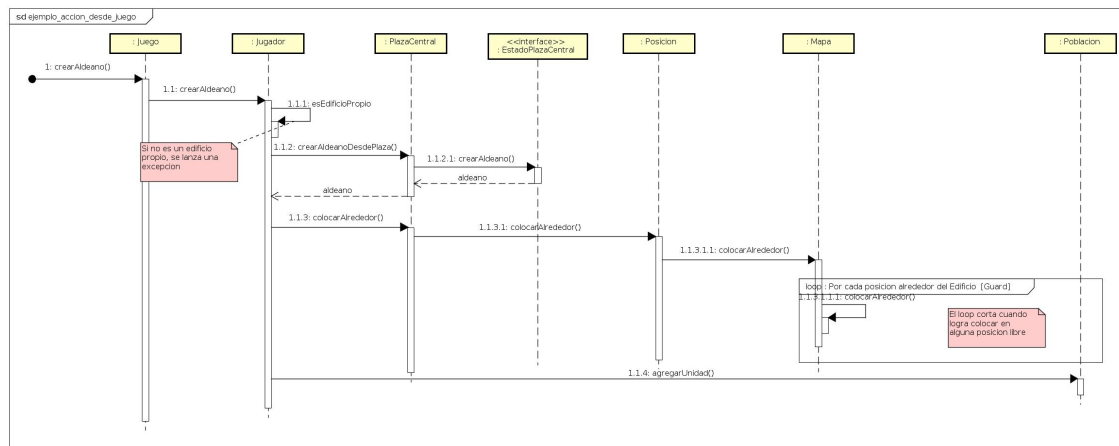 sd ejemplo_accion_desde_juego
: Juego
: Jugador
: PlazaCentral
<<interface>>
: EstadoPlazaCentral
: Posicion
: Mapa
: Poblacion
1: crearAldeano()
1.1: crearAldeano()
1.1.1: esEdificioPropio
Si no es un edificio
propio, se lanza una
excepcion
1.1.2: crearAldeanoDesdePlaza()
1.1.2.1: crearAldeano()
aldeano
aldeano
1.1.3: colocarAlrededor()
1.1.3.1: colocarAlrededor()
1.1.3.1.1: colocarAlrededor()
loop : Por cada posicion alrededor del Edificio [Guard]
1.1.3.1.1.1: colocarAlrededor()
El loop corta cuando
logra colocar en
alguna posicion libre
1.1.4: agregarUnidad()